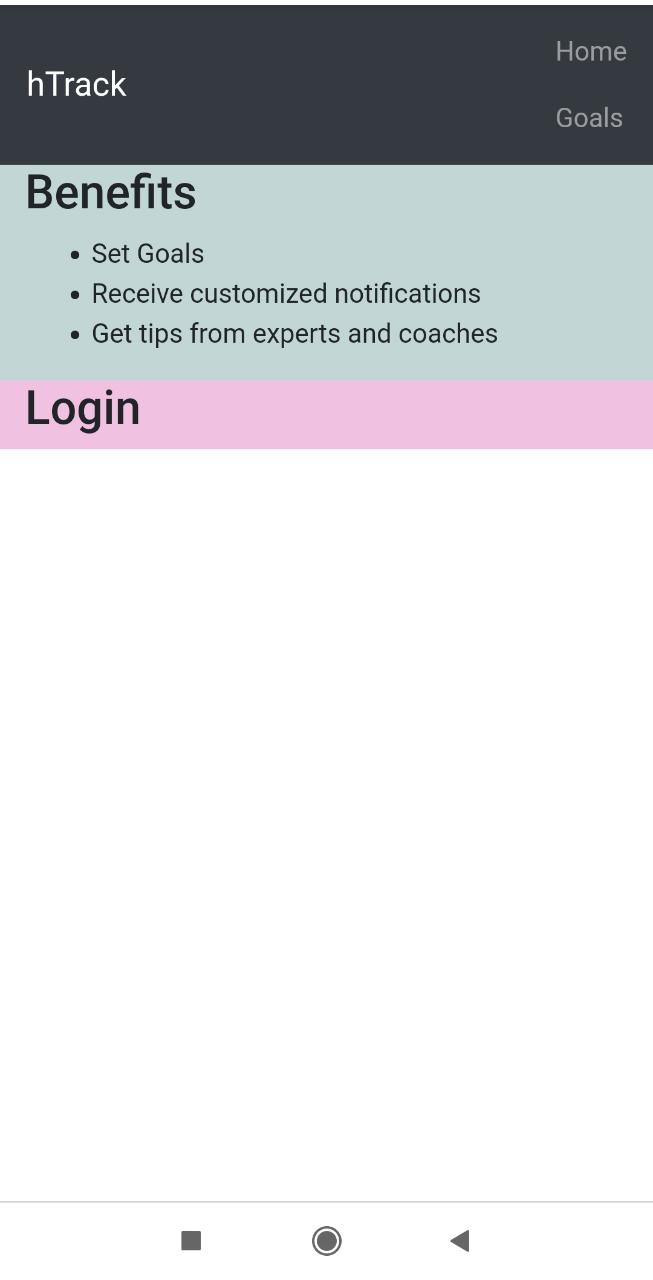 hTrack
Home
Goals
Benefits
Set Goals
Receive customized notifications
Get tips from experts and coaches
Login